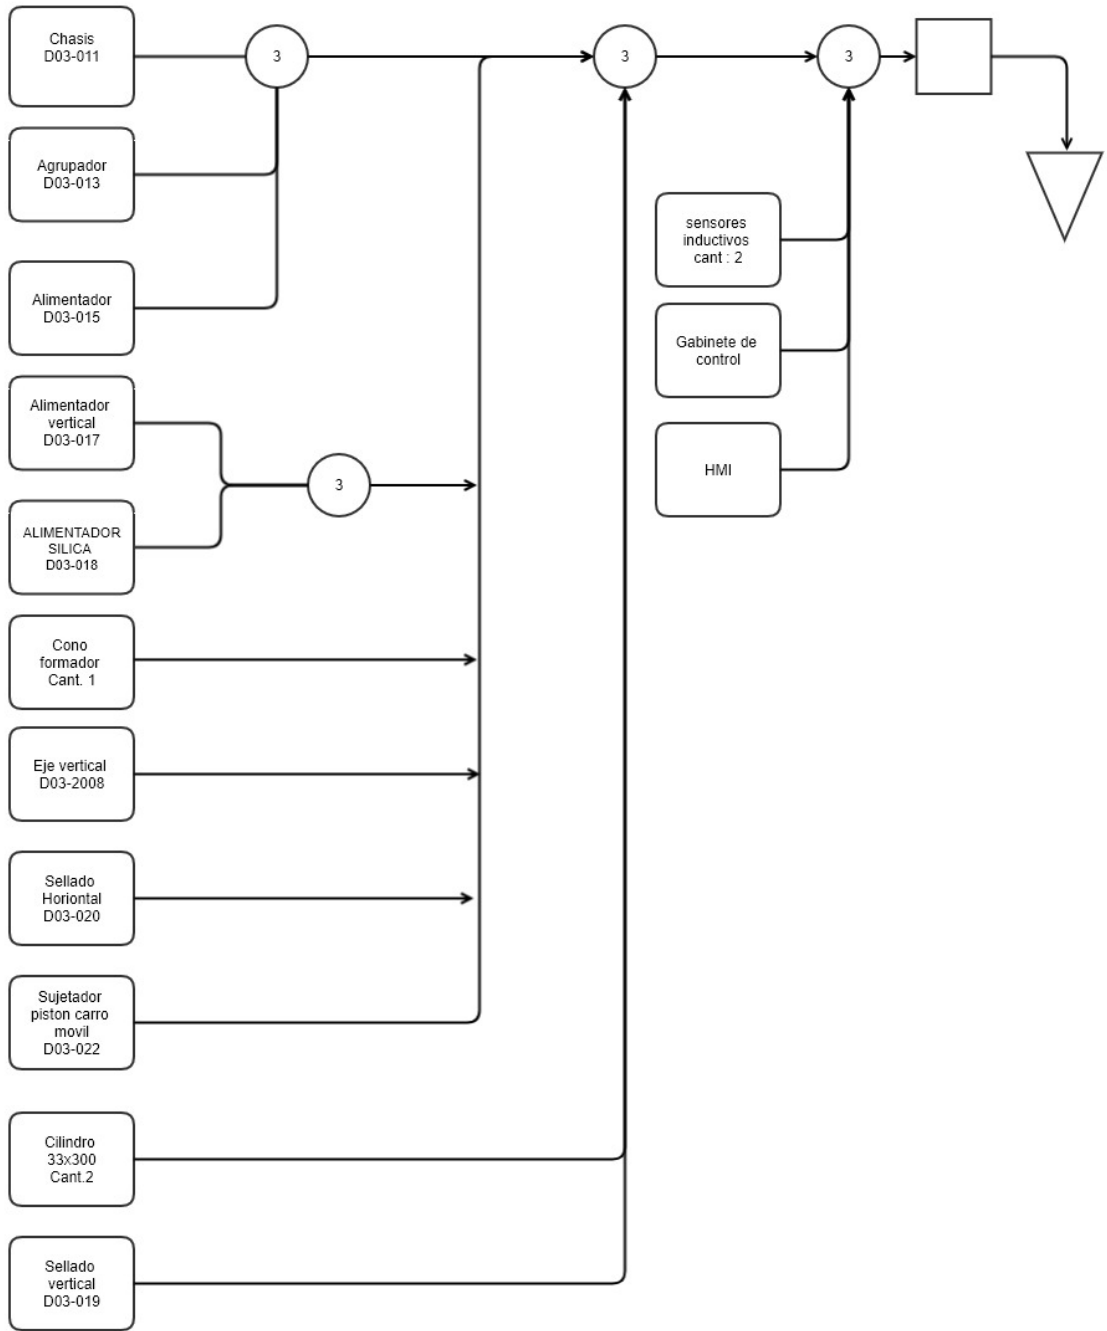 Chasis
D03-011
3
3
3
Agrupador
D03-013
sensores
inductivos
cant : 2
Alimentador
D03-015
Gabinete de
control
Alimentador
vertical
D03-017
HMI
3
ALIMENTADOR
SILICA
D03-018
Cono
formador
Cant. 1
Eje vertical
D03-2008
Sellado
Horiontal
D03-020
Sujetador
piston carro
movil
D03-022
Cilindro
33x300
Cant.2
Sellado
vertical
D03-019